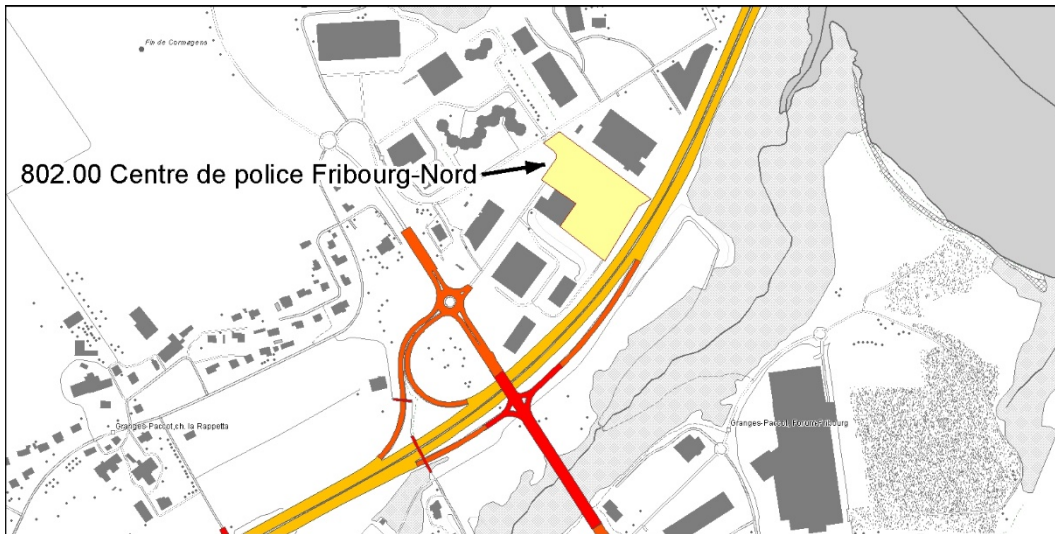 Fin de Cormagens
802.00 Centre de police Fribourg-Nord
Granges-Paccot,ch. la Rappetta
Granges-Paccot, Forum-Fribourg